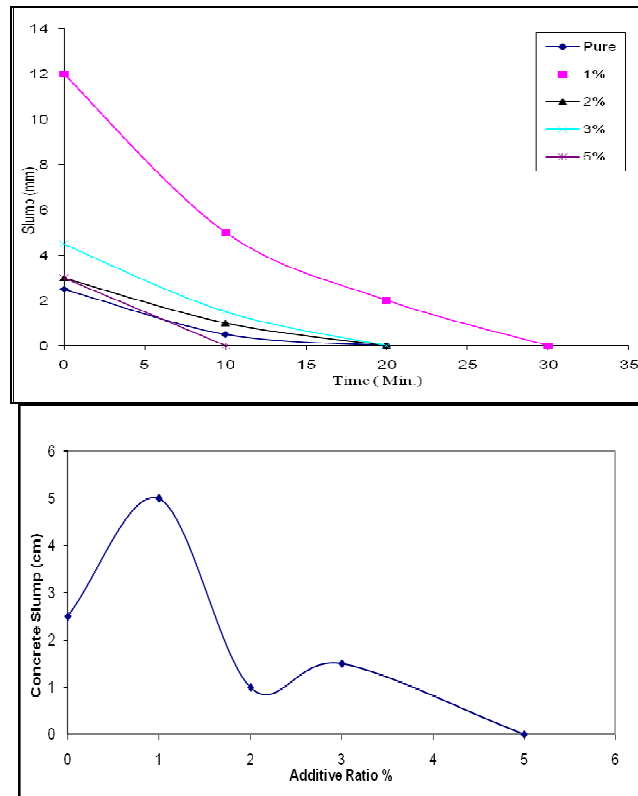 14
12
10
8
6
4
2
0
Slump (mm)
Pure
1%
2%
3%
5%
0 5 10 15 20 25 30 35
Time ( Min.)
6
5
4
3
2
1
0
Concrete Slump (cm)
0 1 2 3 4 5 6
Additive Ratio %